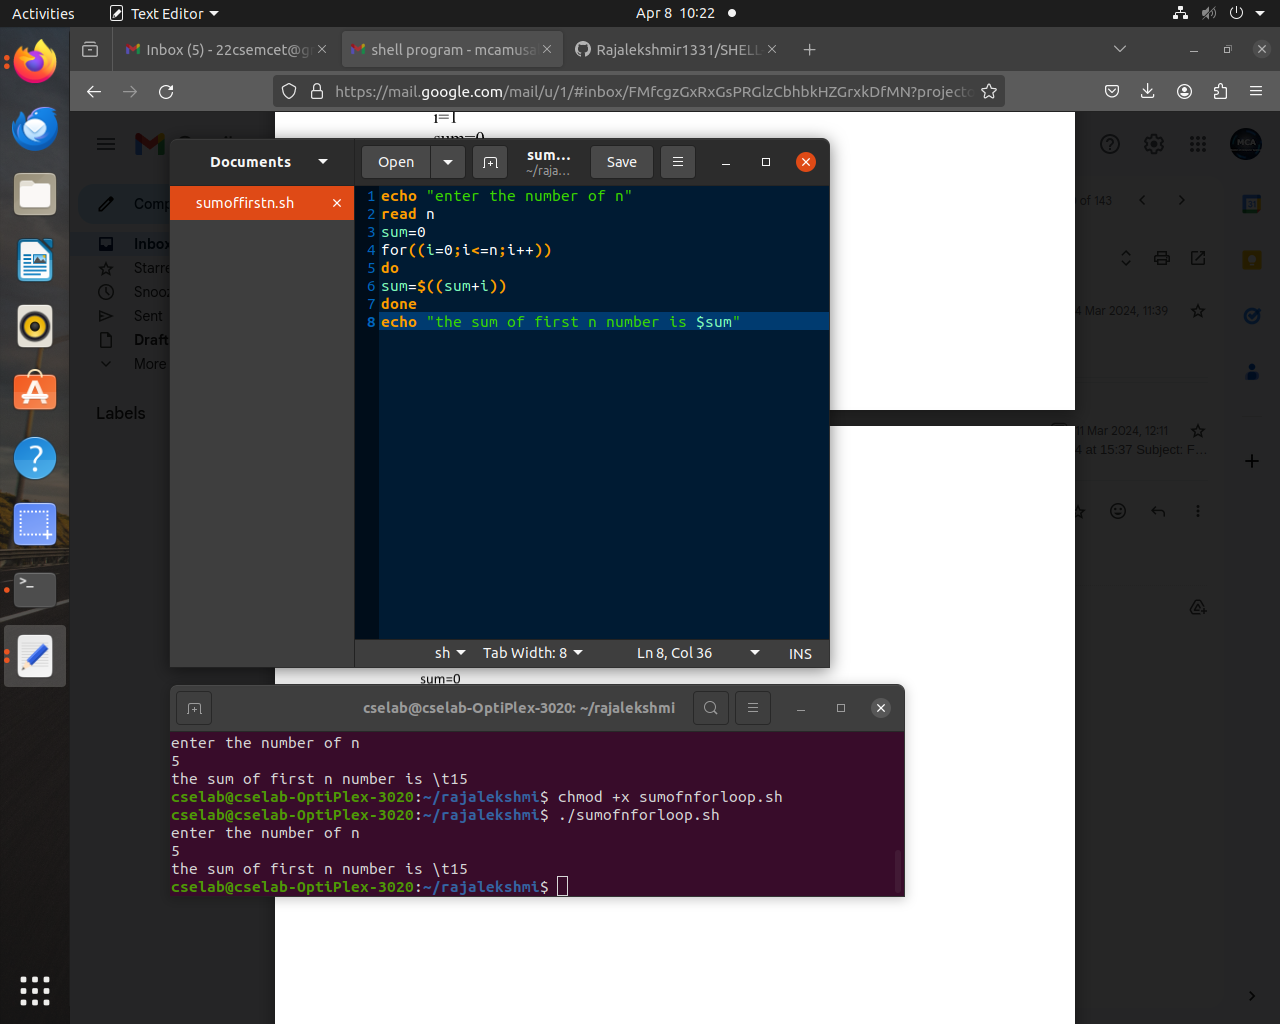 Activities
Text Editor
Apr 8 10:22
Inbox (5) - 22csemcet@g
shell program - mcamusa
Rajalekshmir1331/SHELL
https://mail.google.com/mail/u/1/#inbox/FMfcgzGxRxGsPRGlzCbhbkHZGrxkDfMN?projecto
i=1
sum=0
MCA
Comp
Inbox
Starre
Snooz
Sent
Draft
More
Labels
of 143
4 Mar 2024, 11:39
11 Mar 2024, 12:11
4 at 15:37 Subject: F...
Documents
Open
sum...
~/raja...
Save
sumoffirstn.sh
1 echo "enter the number of n"
2 read n
3 sum=0
4 for((i=0;i<=n;i++))
5 do
6 sum=$((sum+i))
7 done
8 echo "the sum of first n number is $sum"
sh
Tab Width: 8
Ln 8, Col 36
INS
sum=0
cselab@cselab-OptiPlex-3020: ~/rajalekshmi
enter the number of n
5
the sum of first n number is \t15
cselab@cselab-OptiPlex-3020:~/rajalekshmi$ chmod +x sumofnforloop.sh
cselab@cselab-OptiPlex-3020:~/rajalekshmi$ ./sumofnforloop.sh
enter the number of n
5
the sum of first n number is \t15
cselab@cselab-OptiPlex-3020:~/rajalekshmi$